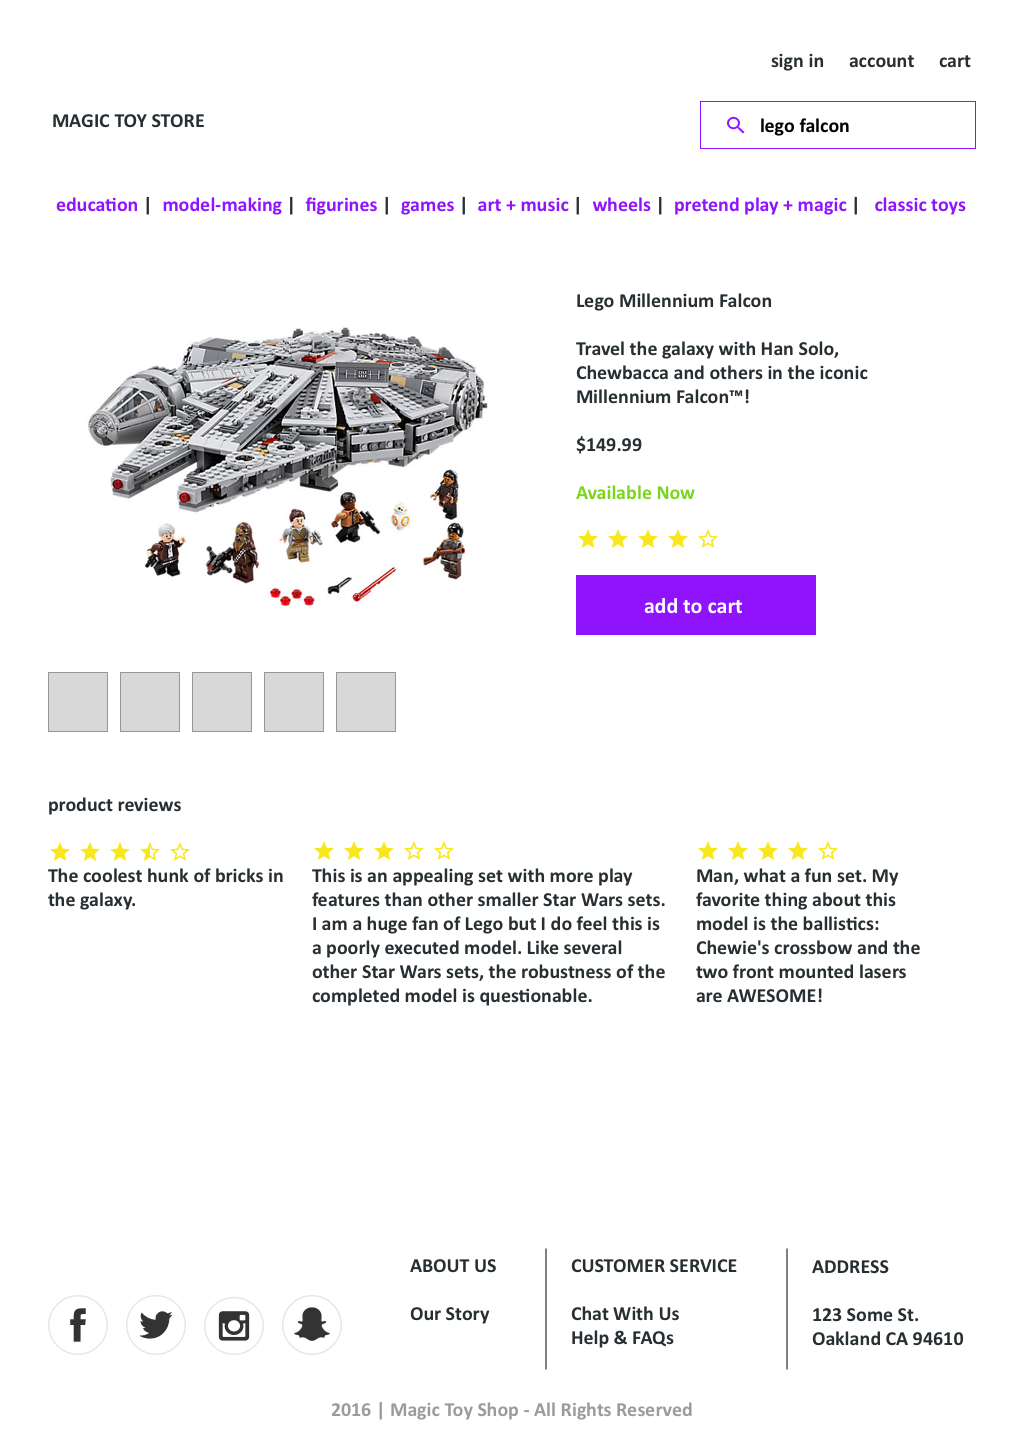 sign in account cart
MAGIC TOY STORE
lego falcon
education | model-making | figurines | games | art + music | wheels | pretend play + magic | classic toys
Lego Millennium Falcon
Travel the galaxy with Han Solo,
Chewbacca and others in the iconic
Millennium Falcon™!
$149.99
Available Now
add to cart
product reviews
The coolest hunk of bricks in
the galaxy.
This is an appealing set with more play
features than other smaller Star Wars sets.
I am a huge fan of Lego but I do feel this is
a poorly executed model. Like several
other Star Wars sets, the robustness of the
completed model is questionable.
Man, what a fun set. My
favorite thing about this
model is the ballistics:
Chewie's crossbow and the
two front mounted lasers
are AWESOME!
ABOUT US
Our Story
CUSTOMER SERVICE
Chat With Us
Help & FAQs
ADDRESS
123 Some St.
Oakland CA 94610
2016 | Magic Toy Shop - All Rights Reserved